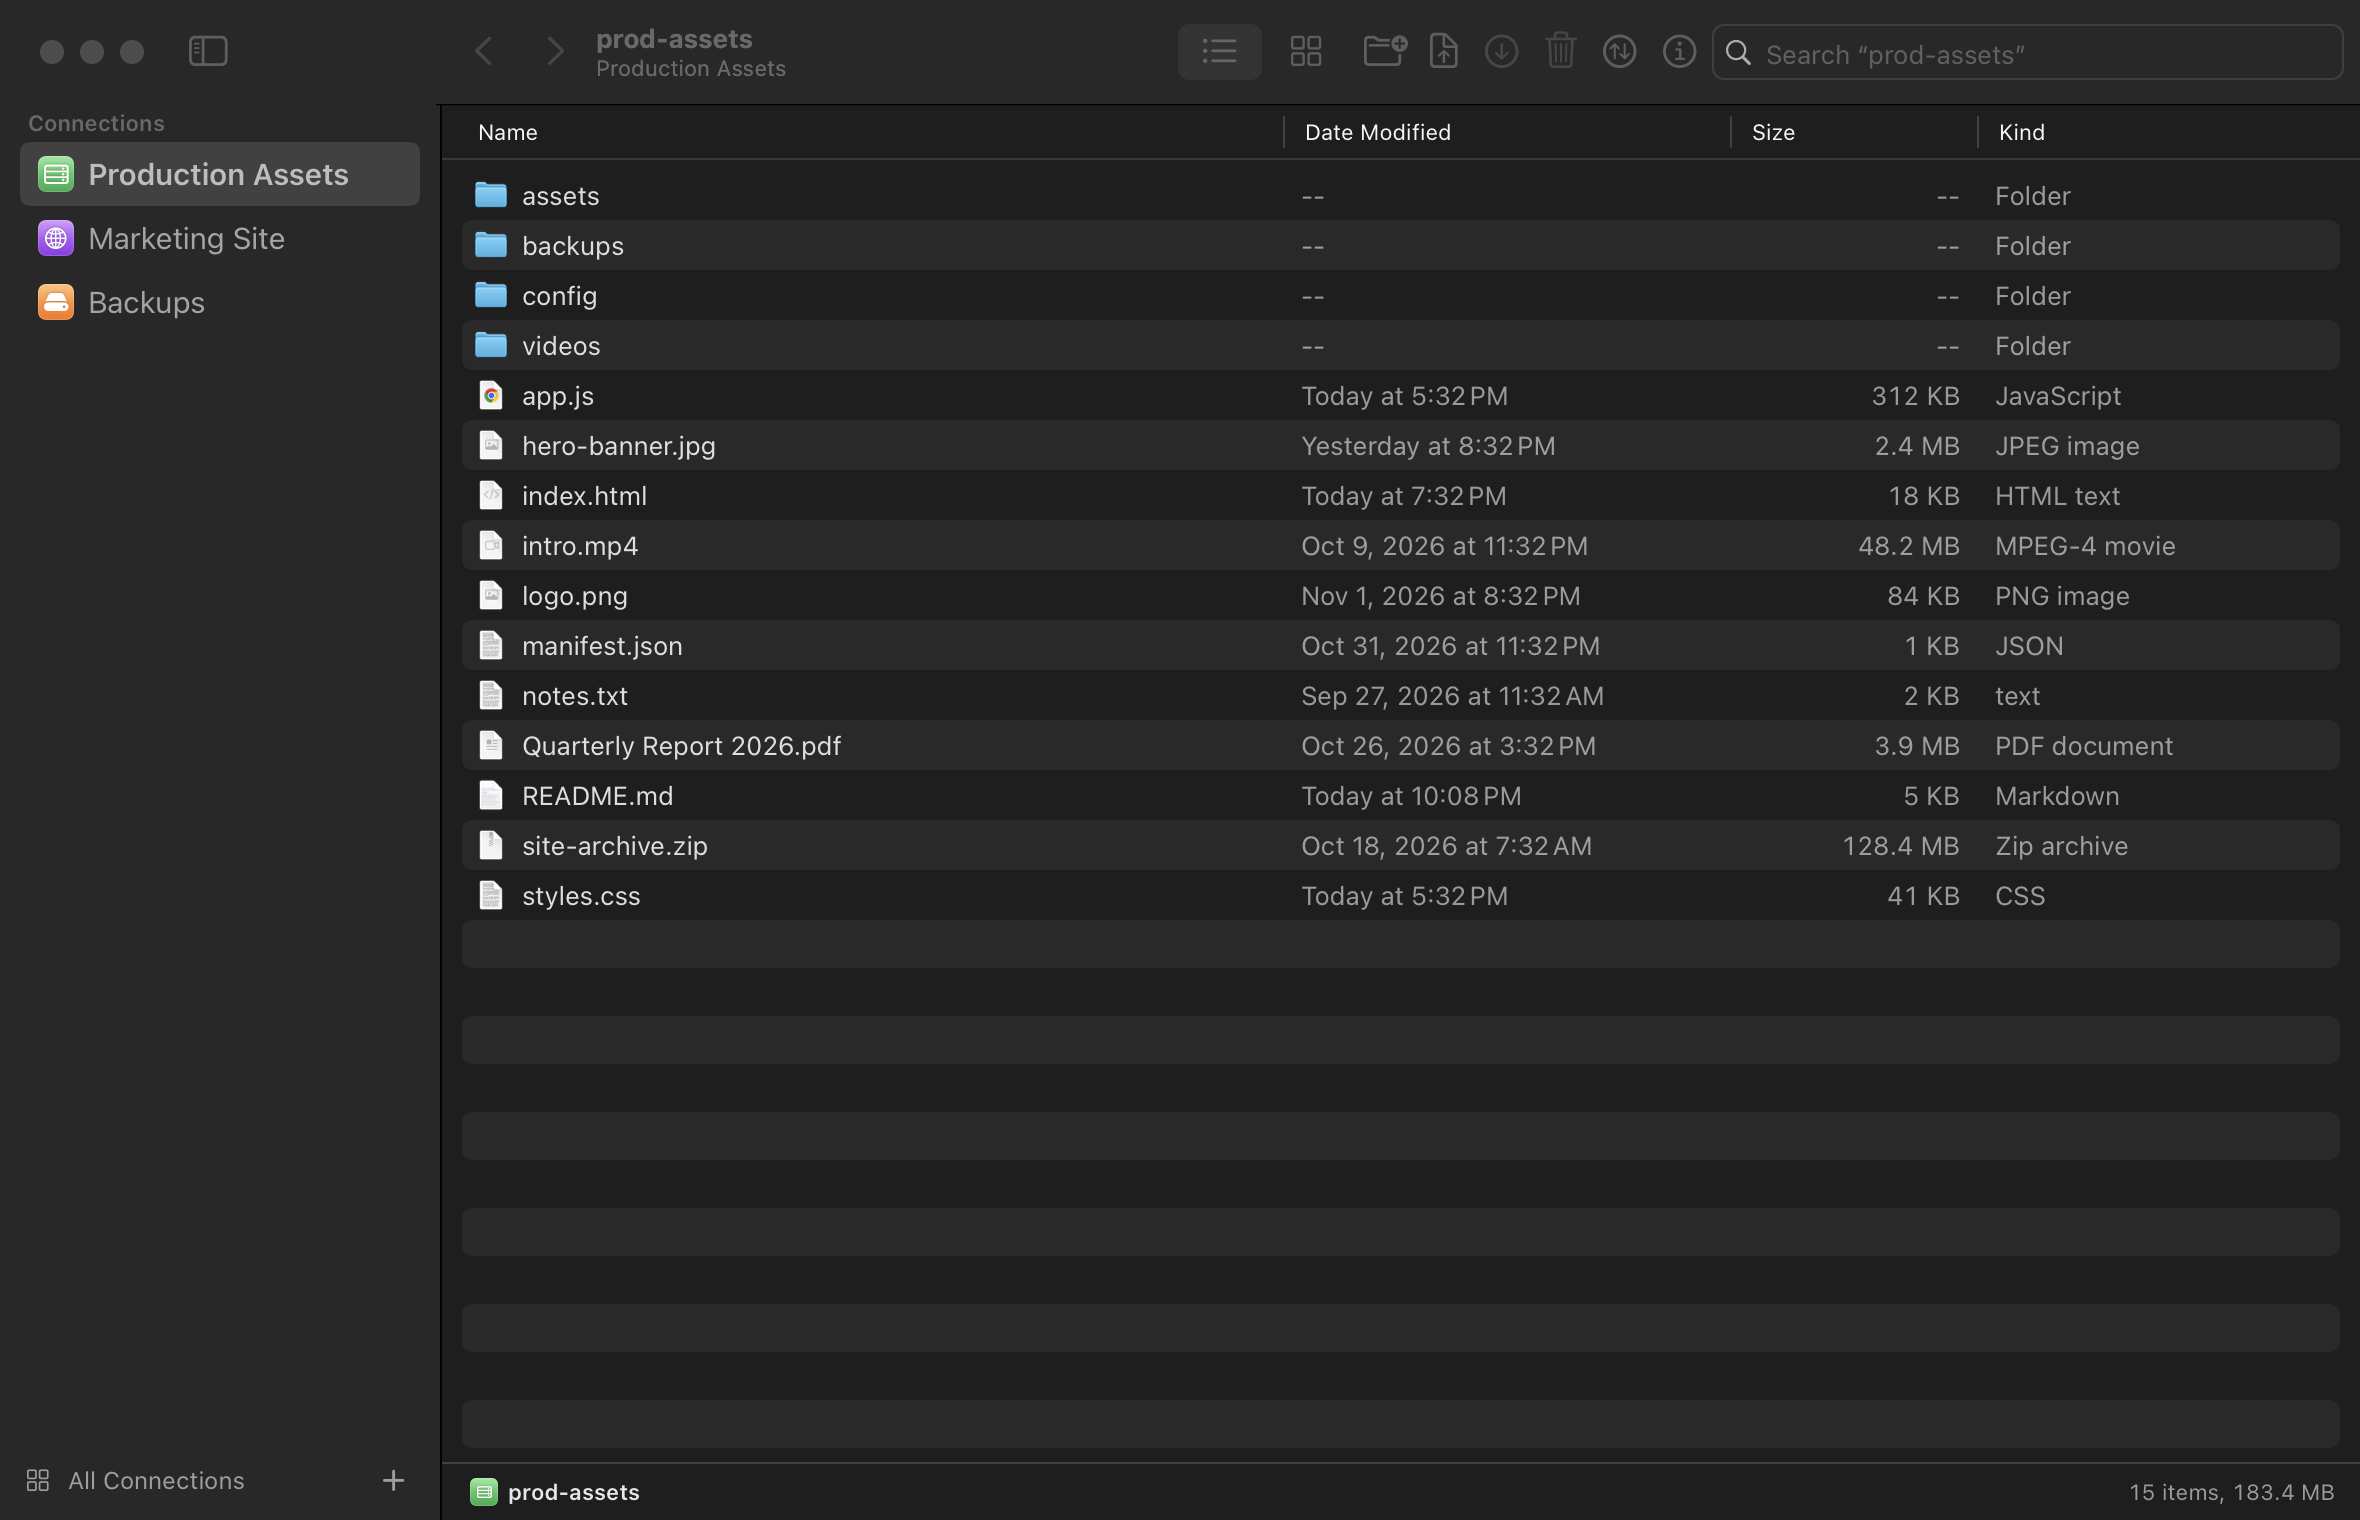 prod-assets
Production Assets
Search “prod-assets”
Connections
Production Assets
Marketing Site
Backups
Name Date Modified Size Kind
assets -- -- Folder
backups -- -- Folder
config -- -- Folder
videos -- -- Folder
app.js Today at 5:32 PM 312 KB JavaScript
hero-banner.jpg Yesterday at 8:32 PM 2.4 MB JPEG image
index.html Today at 7:32 PM 18 KB HTML text
intro.mp4 Oct 9, 2026 at 11:32 PM 48.2 MB MPEG-4 movie
logo.png Nov 1, 2026 at 8:32 PM 84 KB PNG image
manifest.json Oct 31, 2026 at 11:32 PM 1 KB JSON
notes.txt Sep 27, 2026 at 11:32 AM 2 KB text
Quarterly Report 2026.pdf Oct 26, 2026 at 3:32 PM 3.9 MB PDF document
README.md Today at 10:08 PM 5 KB Markdown
site-archive.zip Oct 18, 2026 at 7:32 AM 128.4 MB Zip archive
styles.css Today at 5:32 PM 41 KB CSS
All Connections
prod-assets
15 items, 183.4 MB